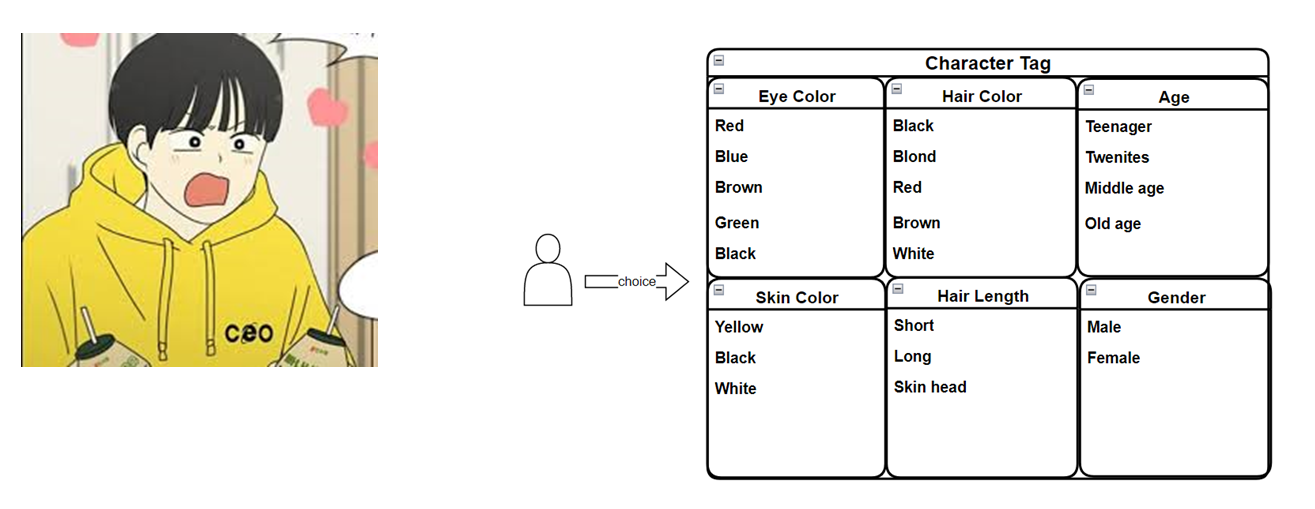 ceo
choice
Character Tag
Eye Color
Red
Blue
Brown
Green
Black
Hair Color
Black
Blond
Red
Brown
White
Age
Teenager
Twenites
Middle age
Old age
Skin Color
Yellow
Black
White
Hair Length
Short
Long
Skin head
Gender
Male
Female